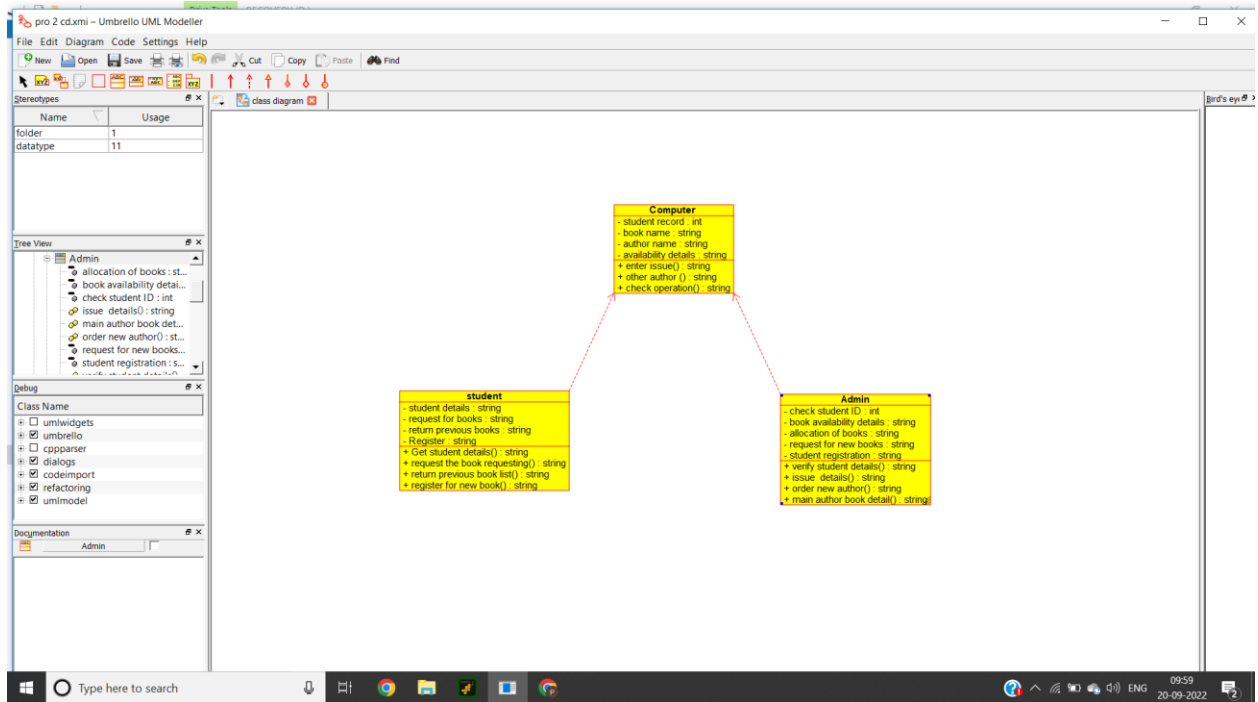 pro 2 cd.xmi – Umbrello UML Modeller
File Edit Diagram Code Settings Help
New Open Save Cut Copy Paste Find
Stereotypes
class diagram
Bird's eye
Name Usage
folder 1
datatype 11
Tree View
Admin
allocation of books : st...
book availability detai...
check student ID : int
issue details() : string
main author book det...
order new author() : st...
request for new books...
student registration : s...
Debug
Class Name
umlwidgets
umbrello
cppparser
dialogs
codeimport
refactoring
umlmodel
Documentation
Admin
Computer
- student record : int
- book name : string
- author name : string
- availability details : string
+ enter issue() : string
+ other author () : string
+ check operation() : string
student
- student details : string
- request for books : string
- return previous books : string
- Register : string
+ Get student details() : string
+ request the book requesting() : string
+ return previous book list() : string
+ register for new book() : string
Admin
- check student ID : int
- book availability details : string
- allocation of books : string
- request for new books : string
- student registration : string
+ verify student details() : string
+ issue details() : string
+ order new author() : string
+ main author book detail() : string
Type here to search
ENG
09:59
20-09-2022
2